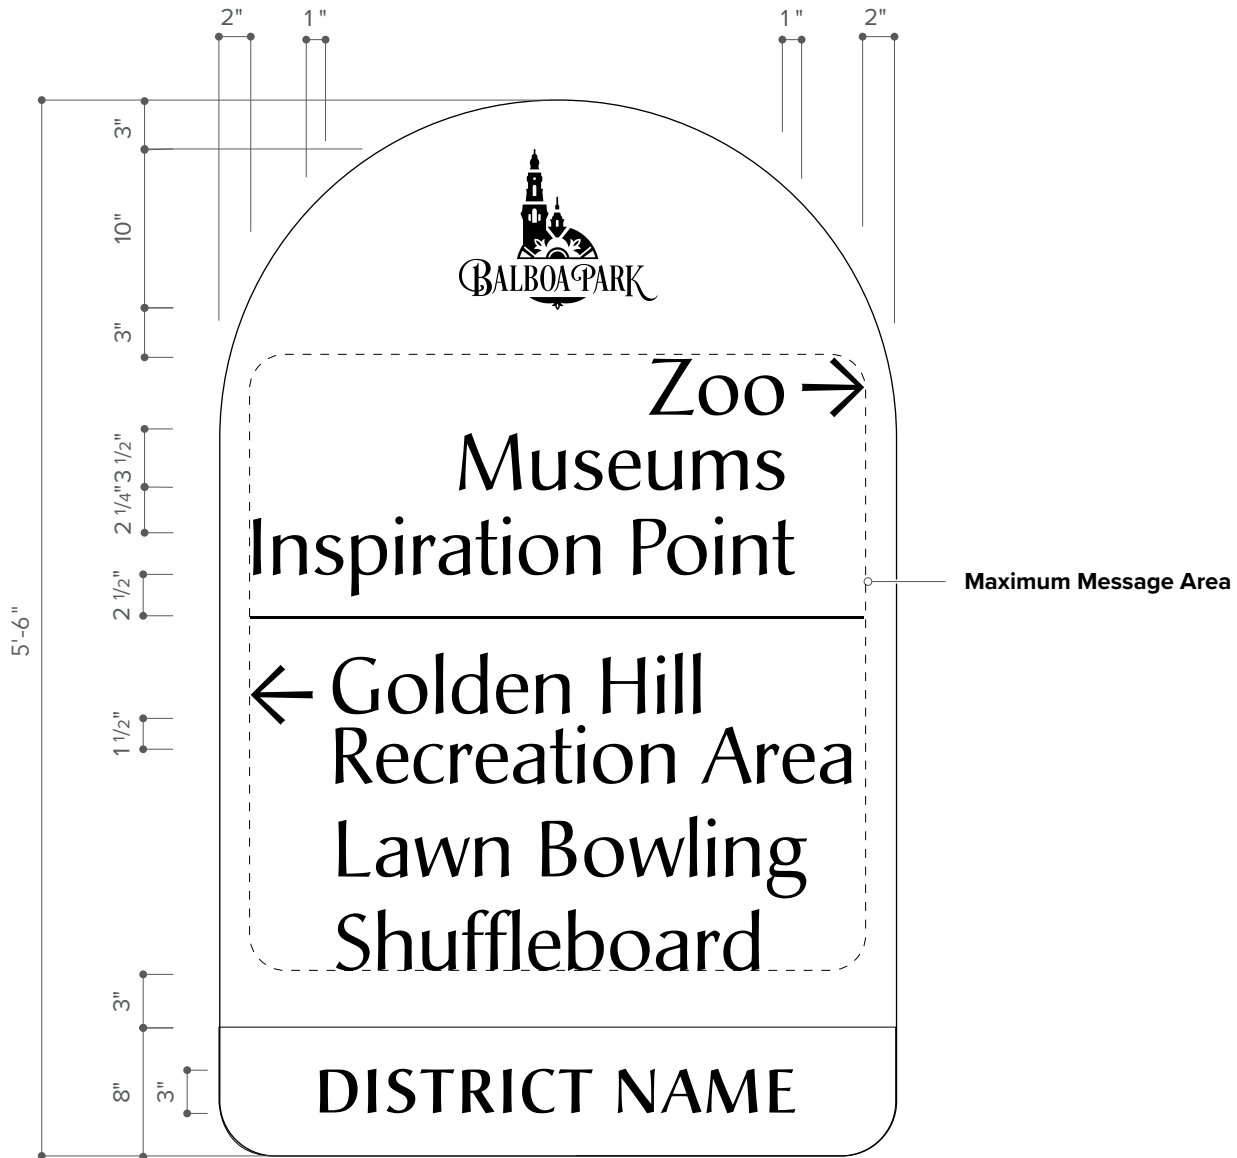 2" 1" 1" 2"
3"
10"
BALBOA PARK
3"
Zoo →
3 1/2"
Museums
2 1/4"
Inspiration Point
2 1/2"
Maximum Message Area
5'-6"
← Golden Hill
1 1/2"
Recreation Area
Lawn Bowling
Shuffleboard
3"
8" 3"
DISTRICT NAME